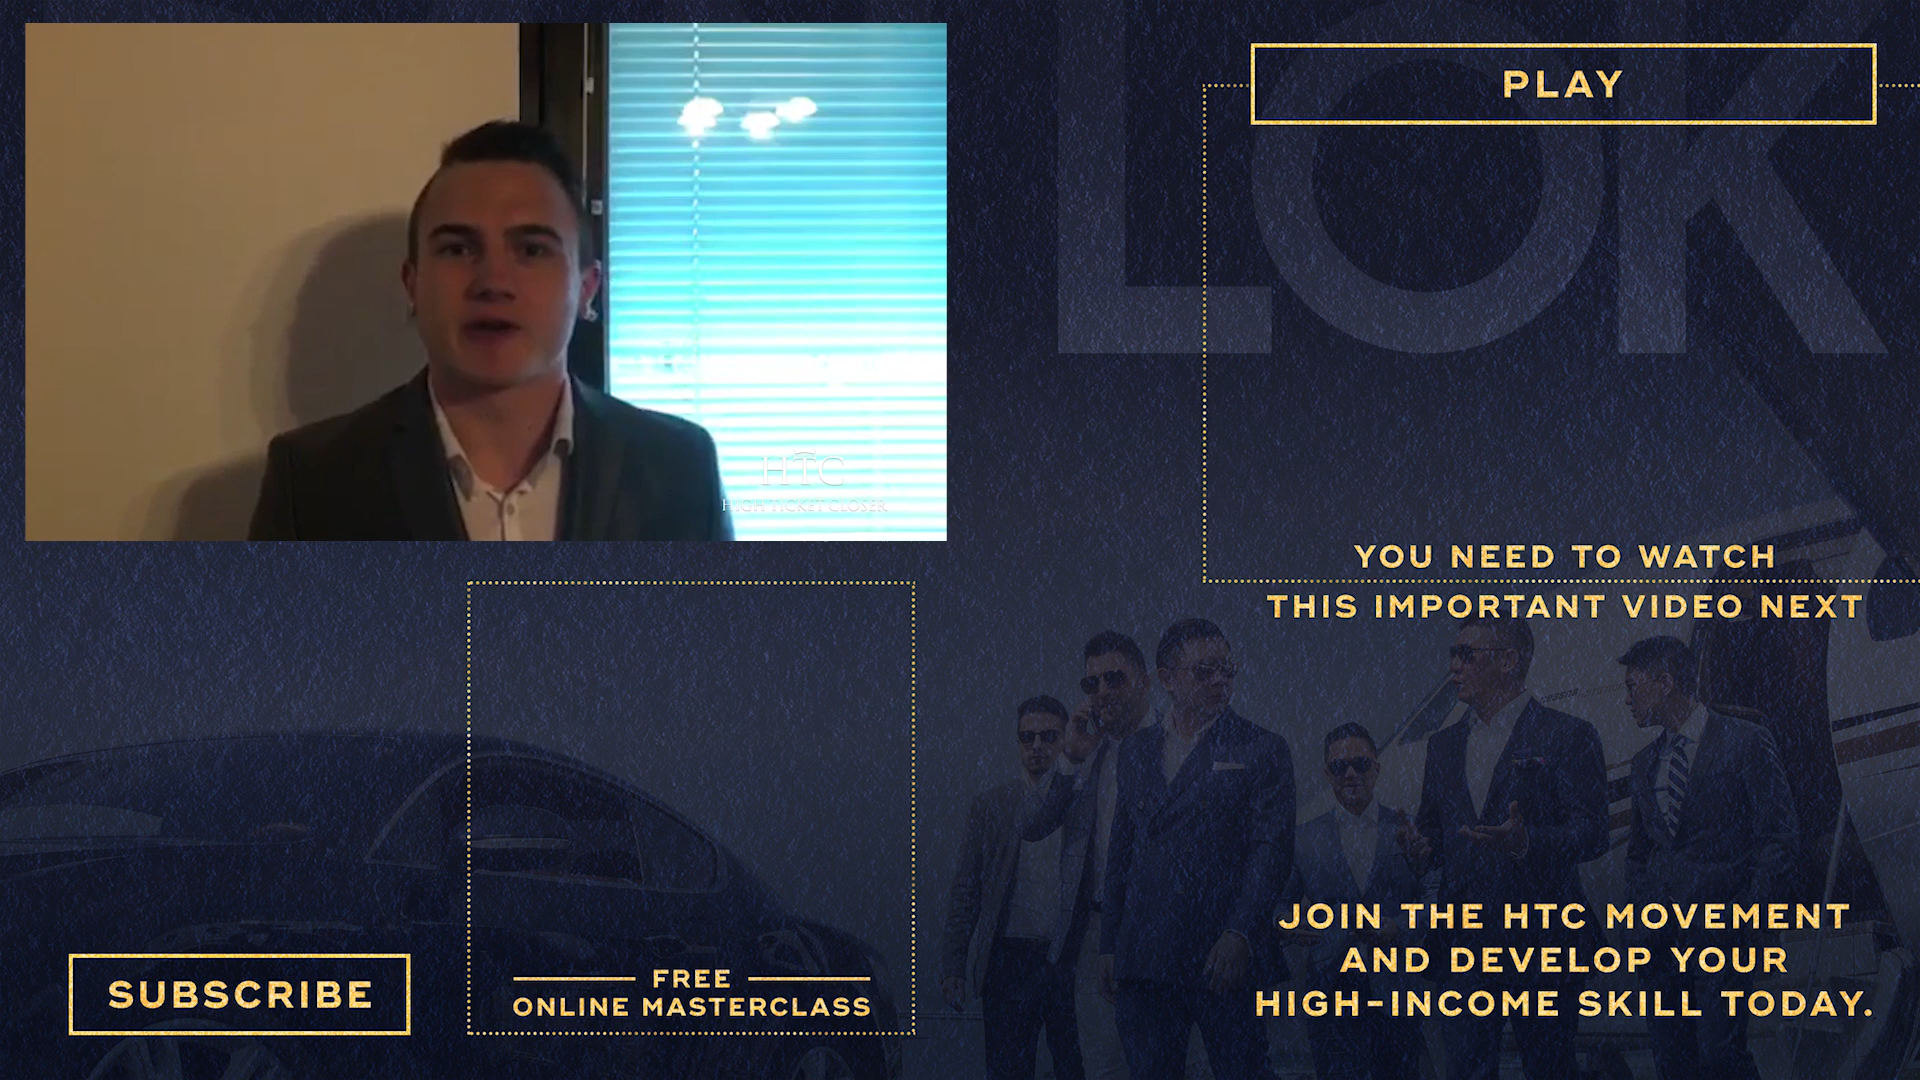 PLAY
LOK
HTC
HIGH TICKET CLOSER
YOU NEED TO WATCH
THIS IMPORTANT VIDEO NEXT
JOIN THE HTC MOVEMENT
AND DEVELOP YOUR
HIGH-INCOME SKILL TODAY.
FREE
ONLINE MASTERCLASS
SUBSCRIBE